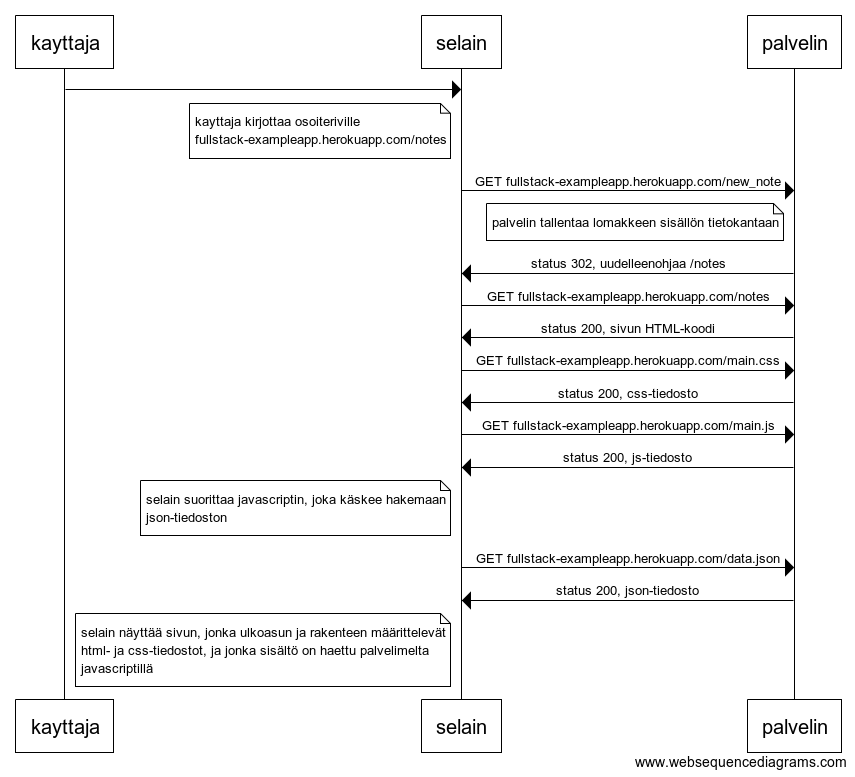 kayttaja
selain
palvelin
kayttaja kirjottaa osoiteriville
fullstack-exampleapp.herokuapp.com/notes
GET fullstack-exampleapp.herokuapp.com/new_note
palvelin tallentaa lomakkeen sisällön tietokantaan
status 302, uudelleenohjaa /notes
GET fullstack-exampleapp.herokuapp.com/notes
status 200, sivun HTML-koodi
GET fullstack-exampleapp.herokuapp.com/main.css
status 200, css-tiedosto
GET fullstack-exampleapp.herokuapp.com/main.js
status 200, js-tiedosto
selain suorittaa javascriptin, joka käskee hakemaan
json-tiedoston
GET fullstack-exampleapp.herokuapp.com/data.json
status 200, json-tiedosto
selain näyttää sivun, jonka ulkoasun ja rakenteen määrittelevät
html- ja css-tiedostot, ja jonka sisältö on haettu palvelimelta
javascriptillä
kayttaja
selain
palvelin
www.websequencediagrams.com